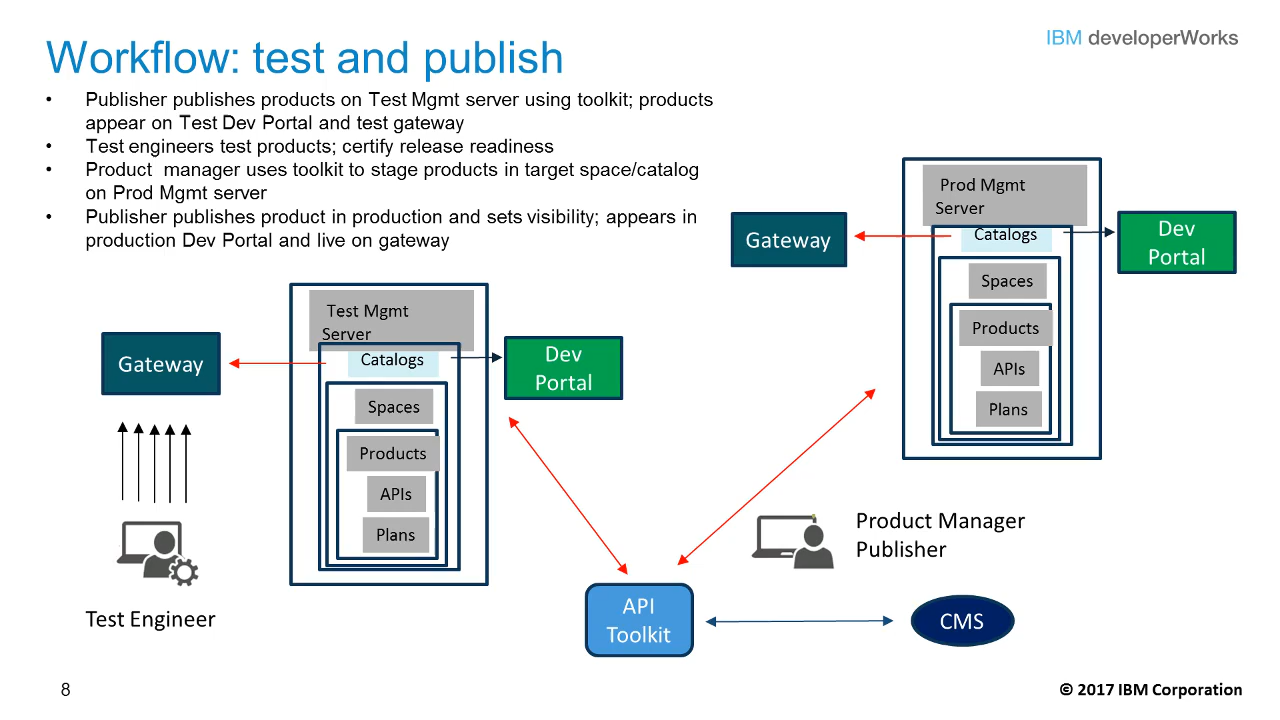 IBM developerWorks
Workflow: test and publish
• Publisher publishes products on Test Mgmt server using toolkit; products
appear on Test Dev Portal and test gateway
• Test engineers test products; certify release readiness
• Product manager uses toolkit to stage products in target space/catalog
on Prod Mgmt server
• Publisher publishes product in production and sets visibility; appears in
production Dev Portal and live on gateway
Prod Mgmt
Server
Catalogs
Spaces
Products
APIs
Plans
Gateway
Dev
Portal
Test Mgmt
Server
Catalogs
Spaces
Products
APIs
Plans
Gateway
Dev
Portal
Test Engineer
Product Manager
Publisher
API
Toolkit
CMS
8
© 2017 IBM Corporation